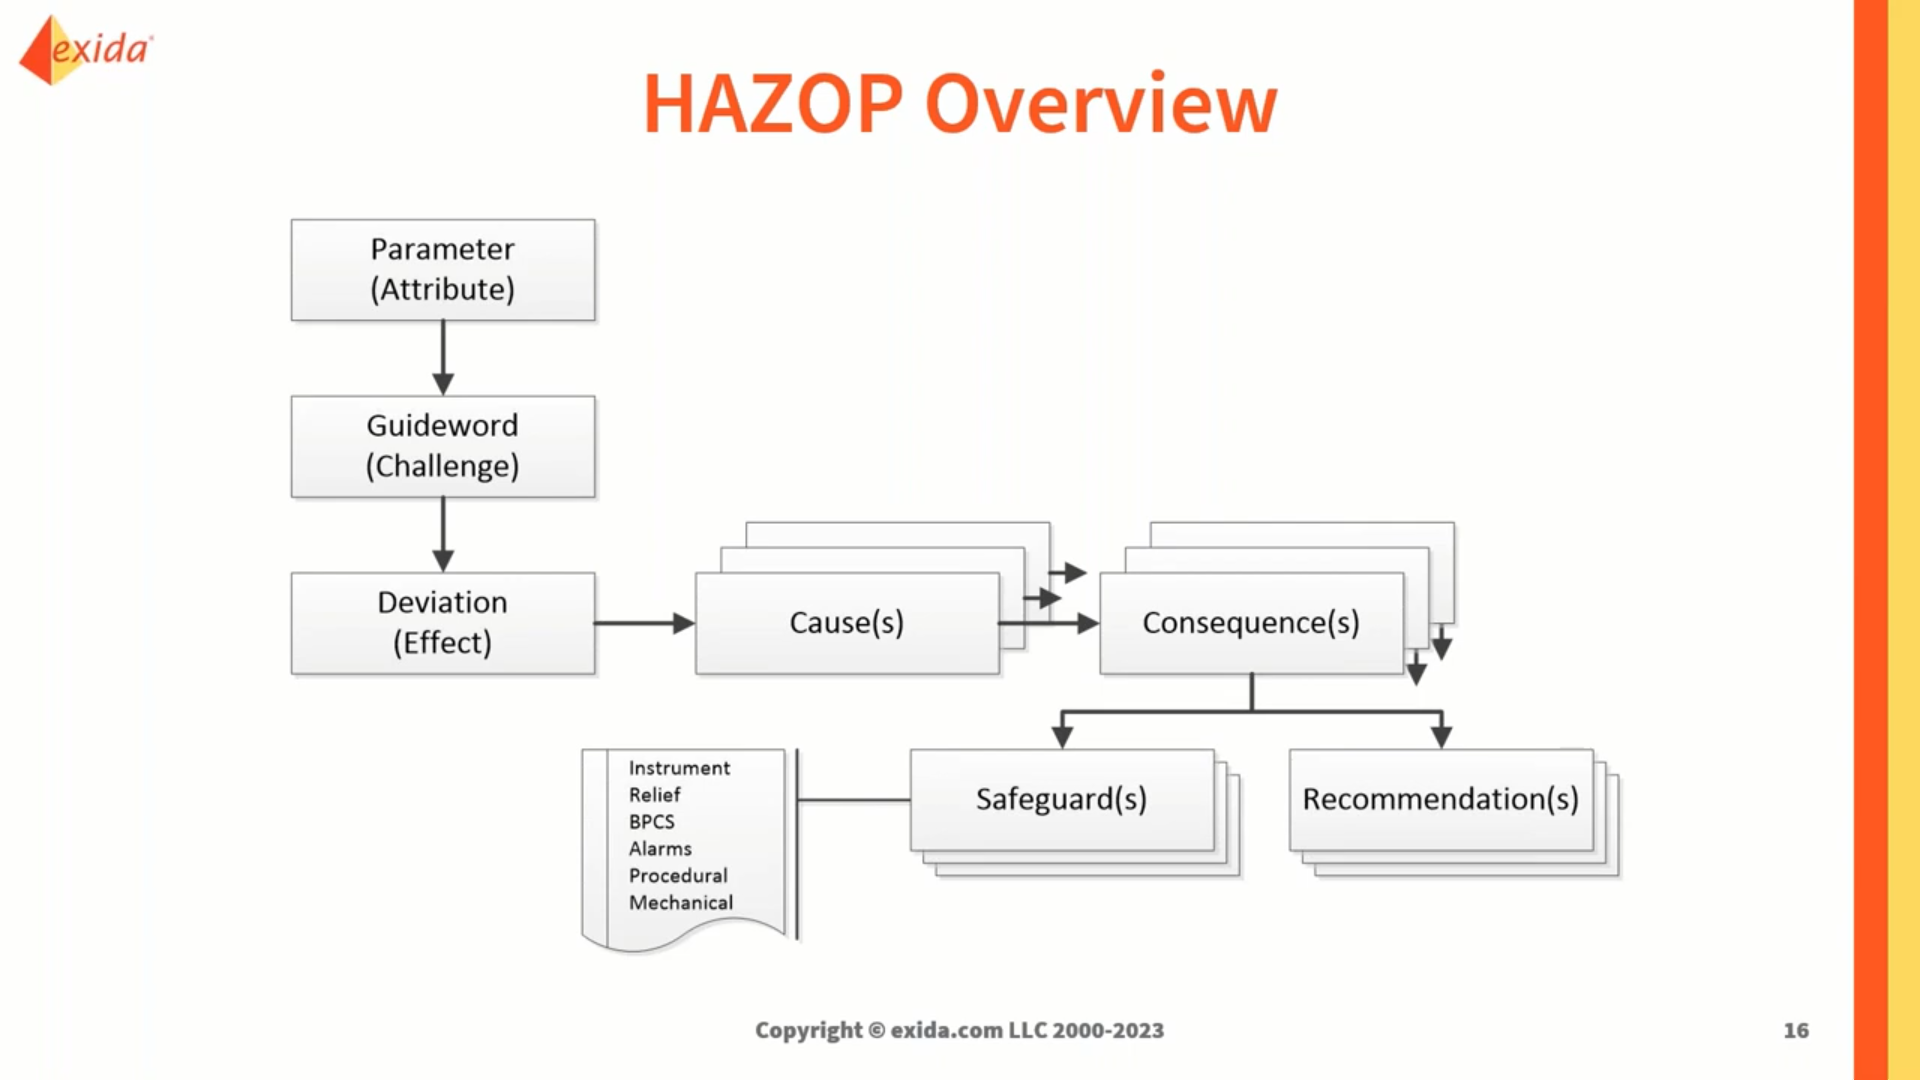 exida
HAZOP Overview
Parameter
(Attribute)
Guideword
(Challenge)
Deviation
(Effect)
Cause(s)
Consequence(s)
Instrument
Relief
BPCS
Alarms
Procedural
Mechanical
Safeguard(s)
Recommendation(s)
Copyright © exida.com LLC 2000-2023
16